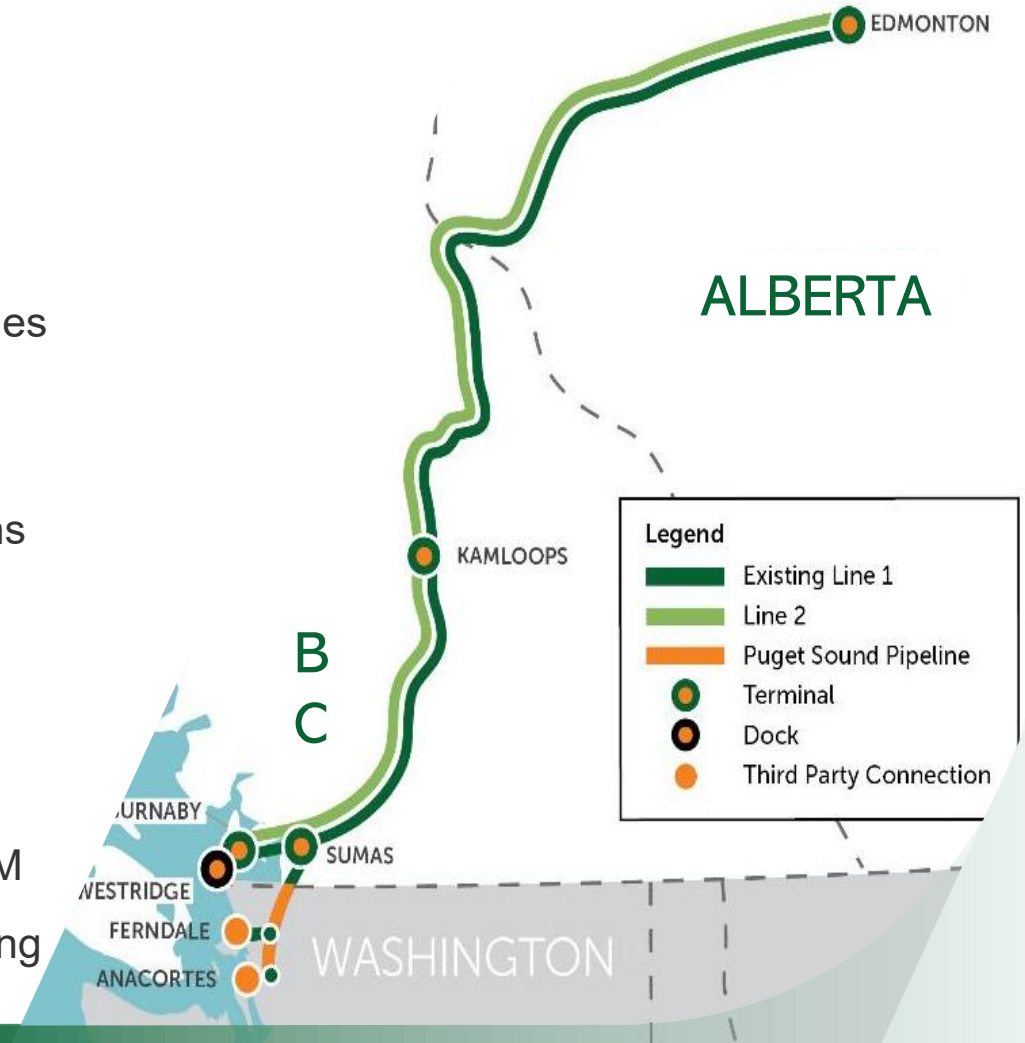 EDMONTON
ALBERTA
es
ns
KAMLOOPS
Legend
Existing Line 1
Line 2
Puget Sound Pipeline
Terminal
Dock
Third Party Connection
B
C
URNABY
SUMAS
M
WESTRIDGE
FERNDALE
ng
WASHINGTON
ANACORTES